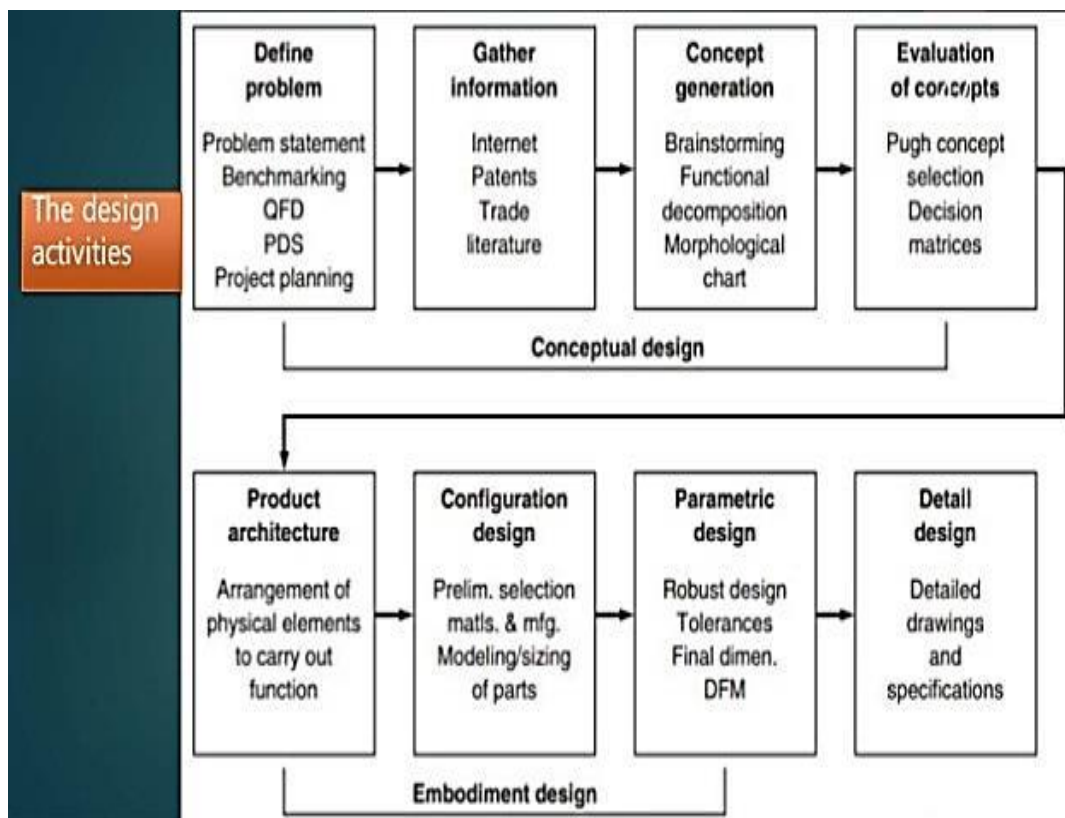 The design
activities
Define
problem
Problem statement
Benchmarking
QFD
PDS
Project planning
Gather
information
Internet
Patents
Trade
literature
Concept
generation
Brainstorming
Functional
decomposition
Morphological
chart
Evaluation
of concepts
Pugh concept
selection
Decision
matrices
Conceptual design
Product
architecture
Arrangement of
physical elements
to carry out
function
Configuration
design
Prelim. selection
matls. & mfg.
Modeling/sizing
of parts
Parametric
design
Robust design
Tolerances
Final dimen.
DFM
Detail
design
Detailed
drawings
and
specifications
Embodiment design